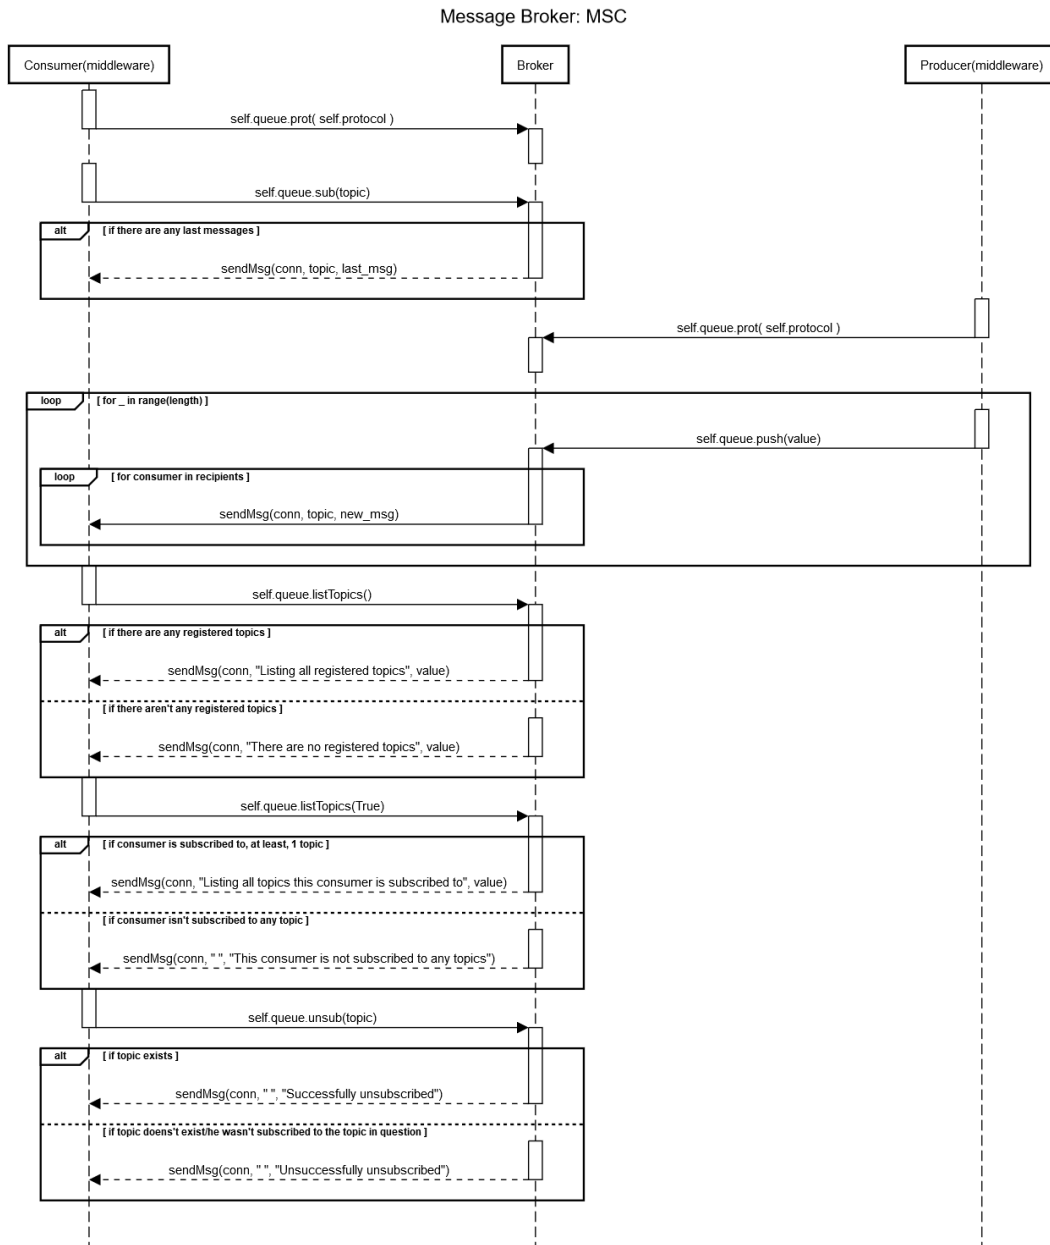 Message Broker: MSC
Consumer(middleware)
Broker
Producer(middleware)
self.queue.prot( self.protocol )
self.queue.sub(topic)
alt
[ if there are any last messages ]
sendMsg(conn, topic, last_msg)
self.queue.prot( self.protocol )
loop
[ for _ in range(length) ]
self.queue.push(value)
loop
[ for consumer in recipients ]
sendMsg(conn, topic, new_msg)
self.queue.listTopics()
alt
[ if there are any registered topics ]
sendMsg(conn, "Listing all registered topics", value)
[ if there aren't any registered topics ]
sendMsg(conn, "There are no registered topics", value)
self.queue.listTopics(True)
alt
[ if consumer is subscribed to, at least, 1 topic ]
sendMsg(conn, "Listing all topics this consumer is subscribed to", value)
[ if consumer isn't subscribed to any topic ]
sendMsg(conn, " ", "This consumer is not subscribed to any topics")
self.queue.unsub(topic)
alt
[ if topic exists ]
sendMsg(conn, " ", "Successfully unsubscribed")
[ if topic doens't exist/he wasn't subscribed to the topic in question ]
sendMsg(conn, " ", "Unsuccessfully unsubscribed")